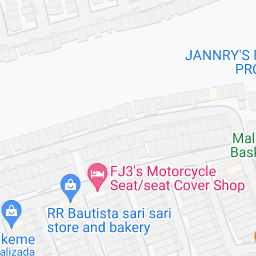 JANNRY'S
PRO
Mal
Bask
FJ3's Motorcycle
Seat/seat Cover Shop
RR Bautista sari sari
store and bakery
keme
alizada